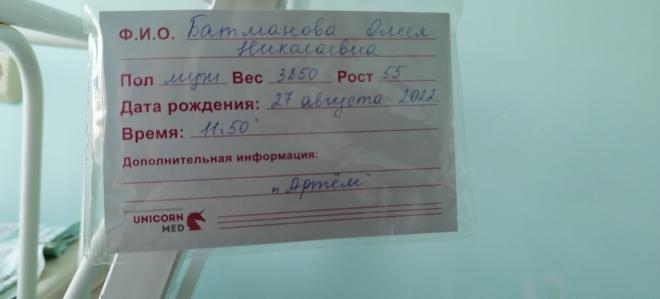 Ф.И.О. Батманова Олеся
Николаевна
Пол муж Вес 3850 Рост 55
Дата рождения: 27 августа 2022
Время: 11.50
Дополнительная информация:
Артём
UNICORN
MED